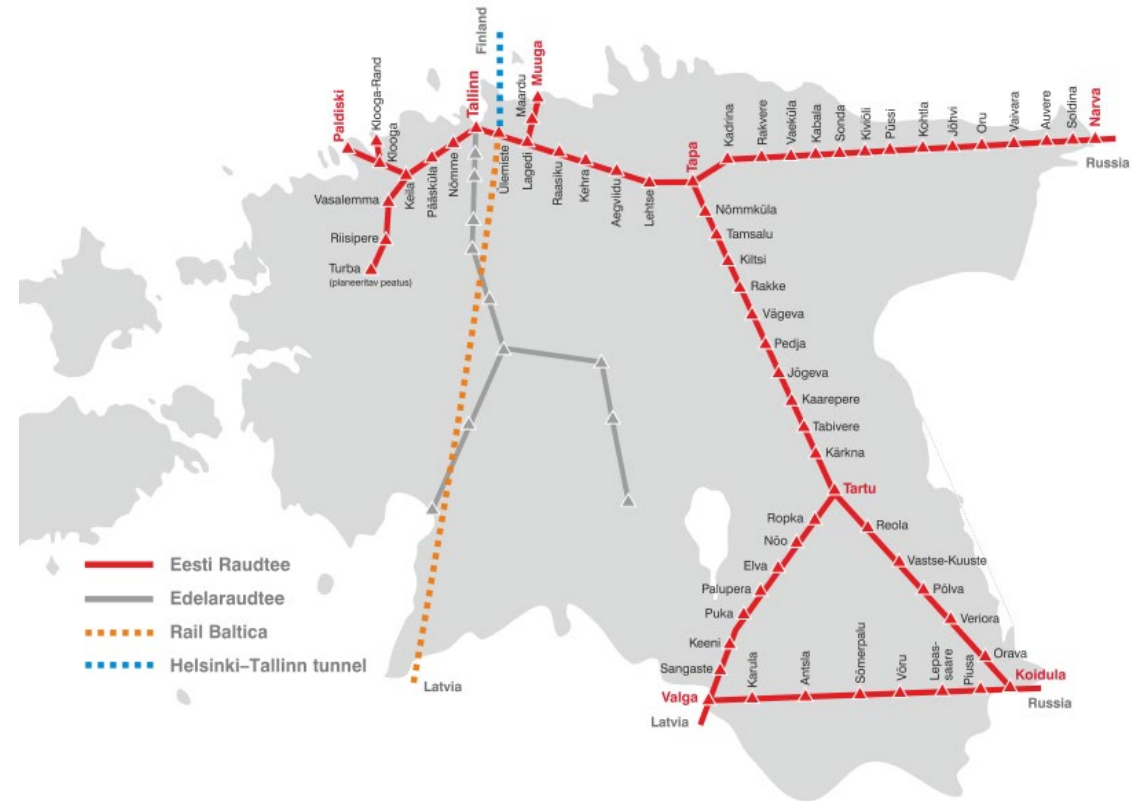 Finland
Tallinn
Muuga
Maardu
Paldiski
Klooga-Rand
Klooga
Keila
Pääsküla
Nõmme
Ülemiste
Lagedi
Raasiku
Kehra
Aegviidu
Lehtse
Tapa
Kadrina
Rakvere
Vaeküla
Kabala
Sonda
Kiviõli
Püssi
Kohtla
Jõhvi
Oru
Vaivara
Auvere
Soldina
Narva
Russia
Vasalemma
Riisipere
Turba
(planeeritav peatus)
Nõmmküla
Tamsalu
Kiltsi
Rakke
Vägeva
Pedja
Jõgeva
Kaarepere
Tabivere
Kärkna
Tartu
Ropka
Nõo
Elva
Palupera
Puka
Keeni
Sangaste
Valga
Latvia
Reola
Vastse-Kuuste
Põlva
Veriora
Orava
Koidula
Russia
Karula
Antsla
Sõmerpalu
Võru
Lepas-
saare
Piusa
Eesti Raudtee
Edelaraudtee
Rail Baltica
Helsinki–Tallinn tunnel
Latvia